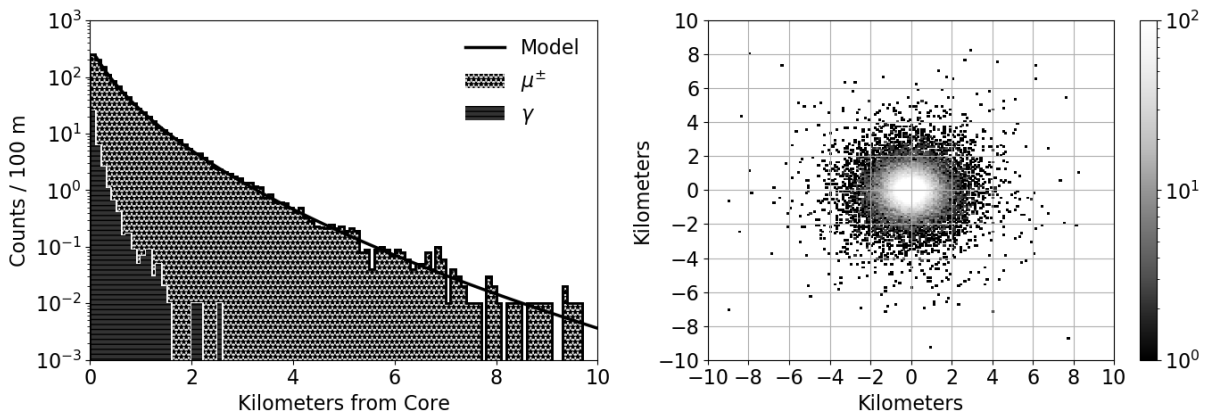 10³
10²
10¹
10⁰
10⁻¹
10⁻²
10⁻³
Counts / 100 m
Model
μ±
γ
0 2 4 6 8 10
Kilometers from Core
10
8
6
4
2
0
−2
−4
−6
−8
−10
Kilometers
−10 −8 −6 −4 −2 0 2 4 6 8 10
Kilometers
10²
10¹
10⁰